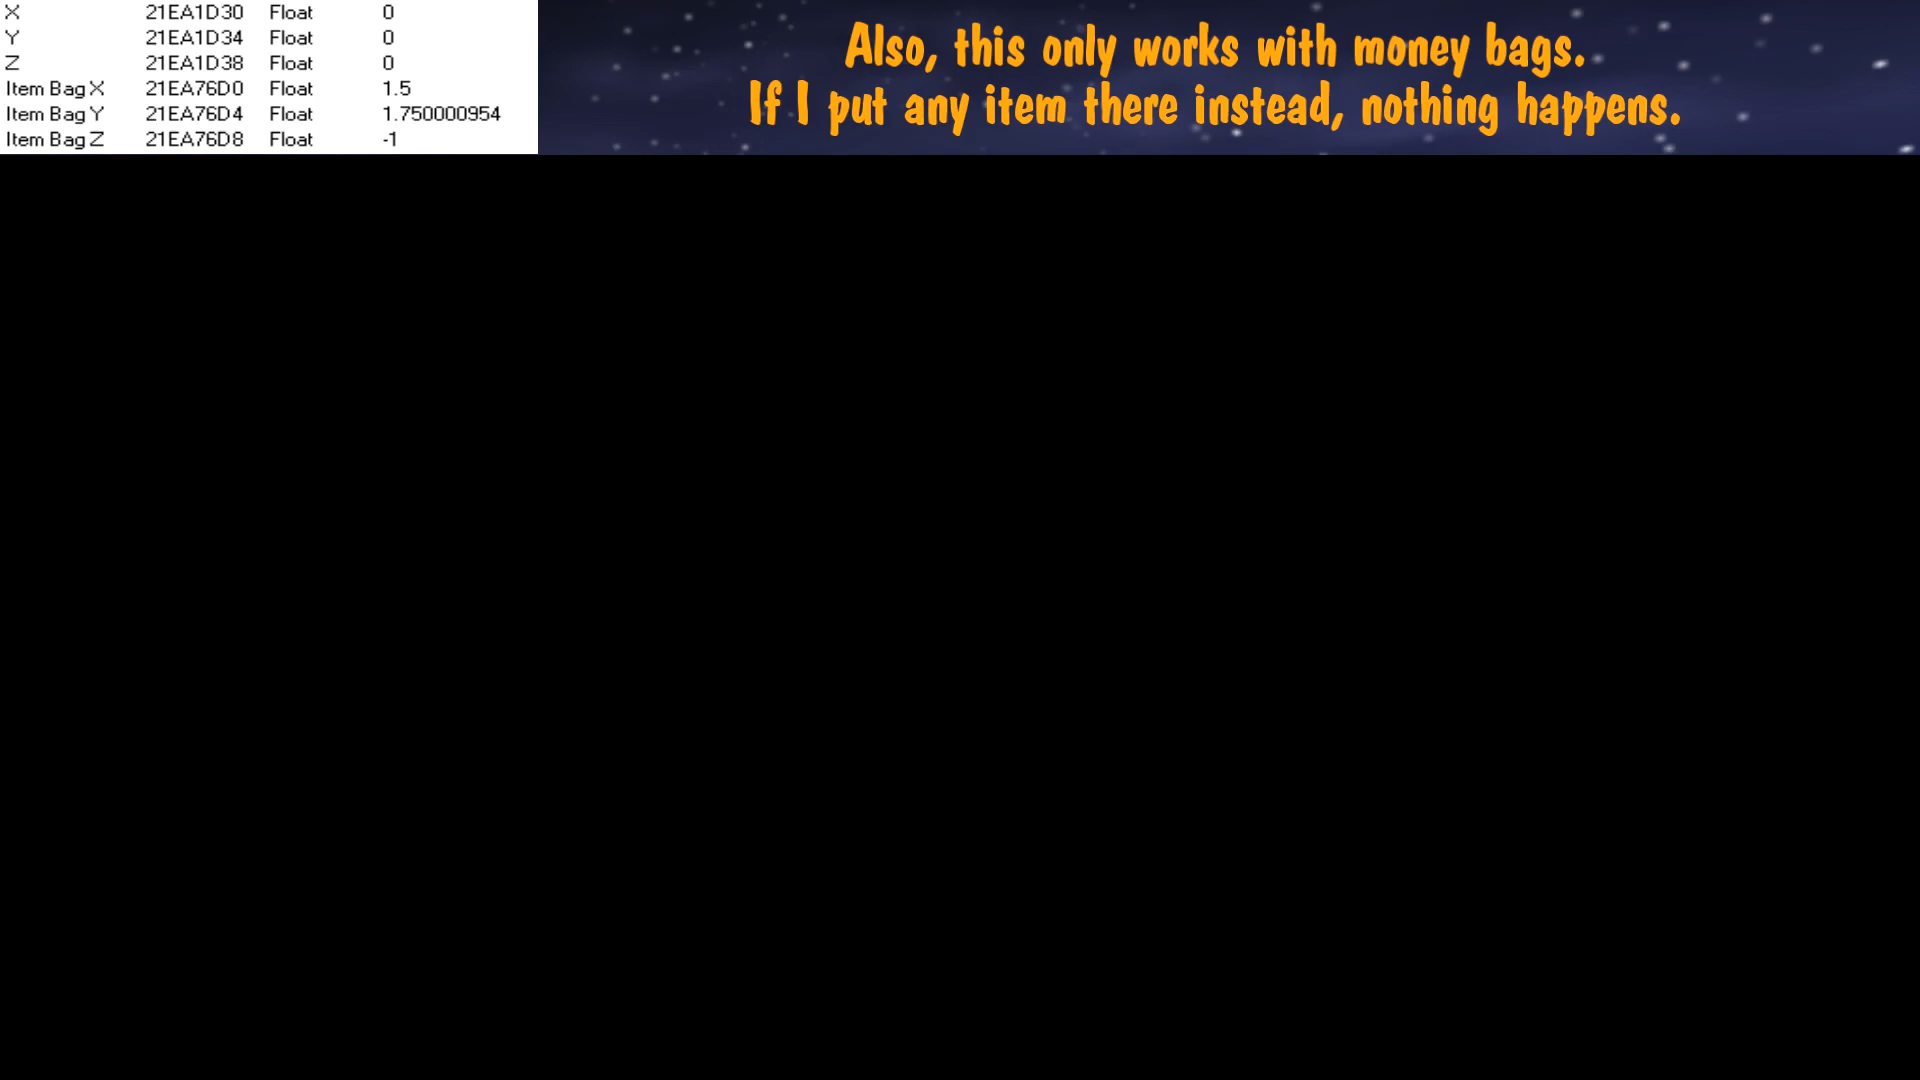 X 21EA1D30 Float 0
Y 21EA1D34 Float 0
Z 21EA1D38 Float 0
Item Bag X 21EA76D0 Float 1.5
Item Bag Y 21EA76D4 Float 1.750000954
Item Bag Z 21EA76D8 Float -1
Also, this only works with money bags.
If I put any item there instead, nothing happens.